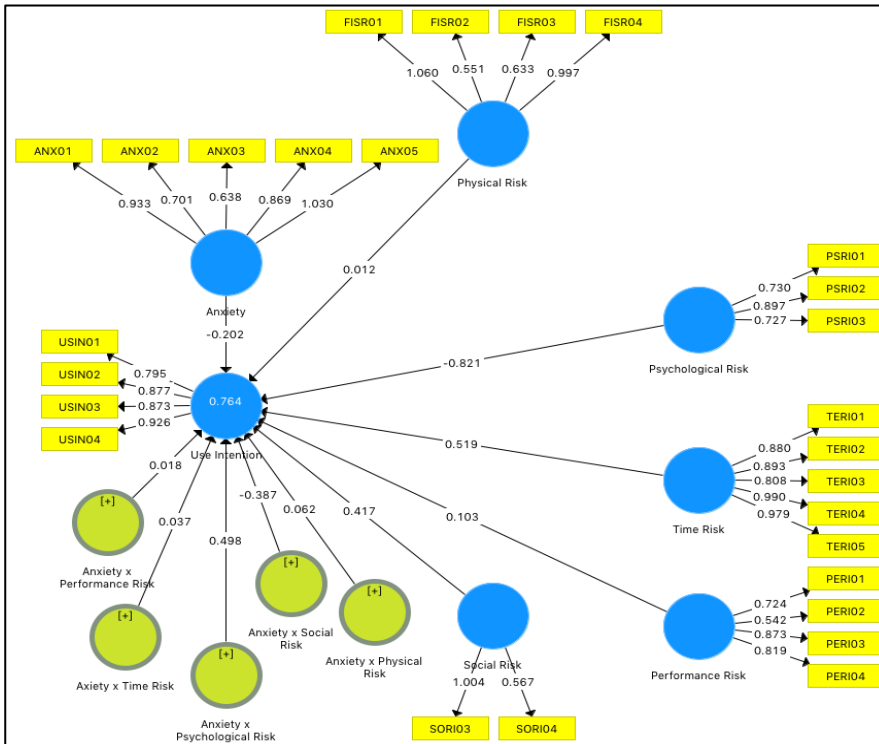 FISR01 FISR02 FISR03 FISR04
1.060 0.551 0.633 0.997
Physical Risk
ANX01 ANX02 ANX03 ANX04 ANX05
0.933 0.701 0.638 0.869 1.030
Anxiety
0.012
-0.202
PSRI01
PSRI02
PSRI03
0.730
0.897
0.727
Psychological Risk
-0.821
USIN01
USIN02
USIN03
USIN04
0.795
0.877
0.873
0.926
0.764
Use Intention
TERI01
TERI02
TERI03
TERI04
TERI05
0.880
0.893
0.808
0.990
0.979
Time Risk
0.519
0.018
0.037
0.498
-0.387
0.062
0.417
0.103
[+]
Anxiety x
Performance Risk
[+]
Axiety x Time Risk
[+]
Anxiety x
Psychological Risk
[+]
Anxiety x Social
Risk
[+]
Anxiety x Physical
Risk
Social Risk
1.004 0.567
SORI03 SORI04
PERI01
PERI02
PERI03
PERI04
0.724
0.542
0.873
0.819
Performance Risk